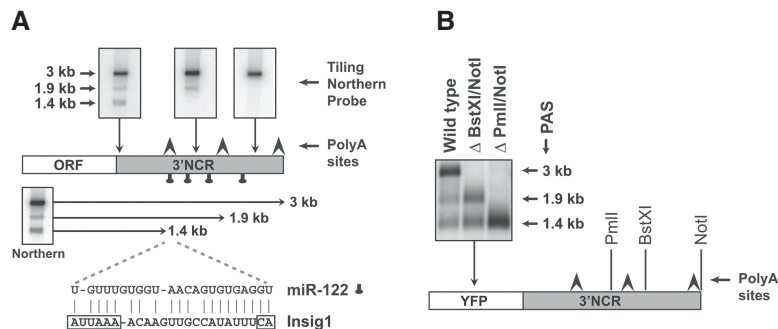 A
3 kb
1.9 kb
1.4 kb
Tiling
Northern
Probe
PolyA
sites
ORF
3'NCR
Northern
3 kb
1.9 kb
1.4 kb
U-GUUUGUGGU-AACAGUGUGAGGU
miR-122
AUUAAA-ACAAGUUGCCAUAUUUCA
Insig1
B
Wild type
Δ BstXI/NotI
Δ PmlI/NotI
PAS
3 kb
1.9 kb
1.4 kb
PmlI
BstXI
NotI
PolyA
sites
YFP
3'NCR